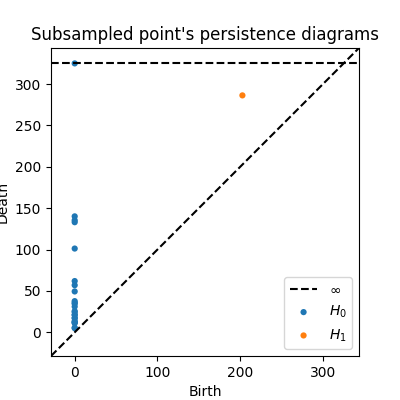 Subsampled point's persistence diagrams
Death
300
250
200
150
100
50
0
0 100 200 300
Birth
∞
H₀
H₁